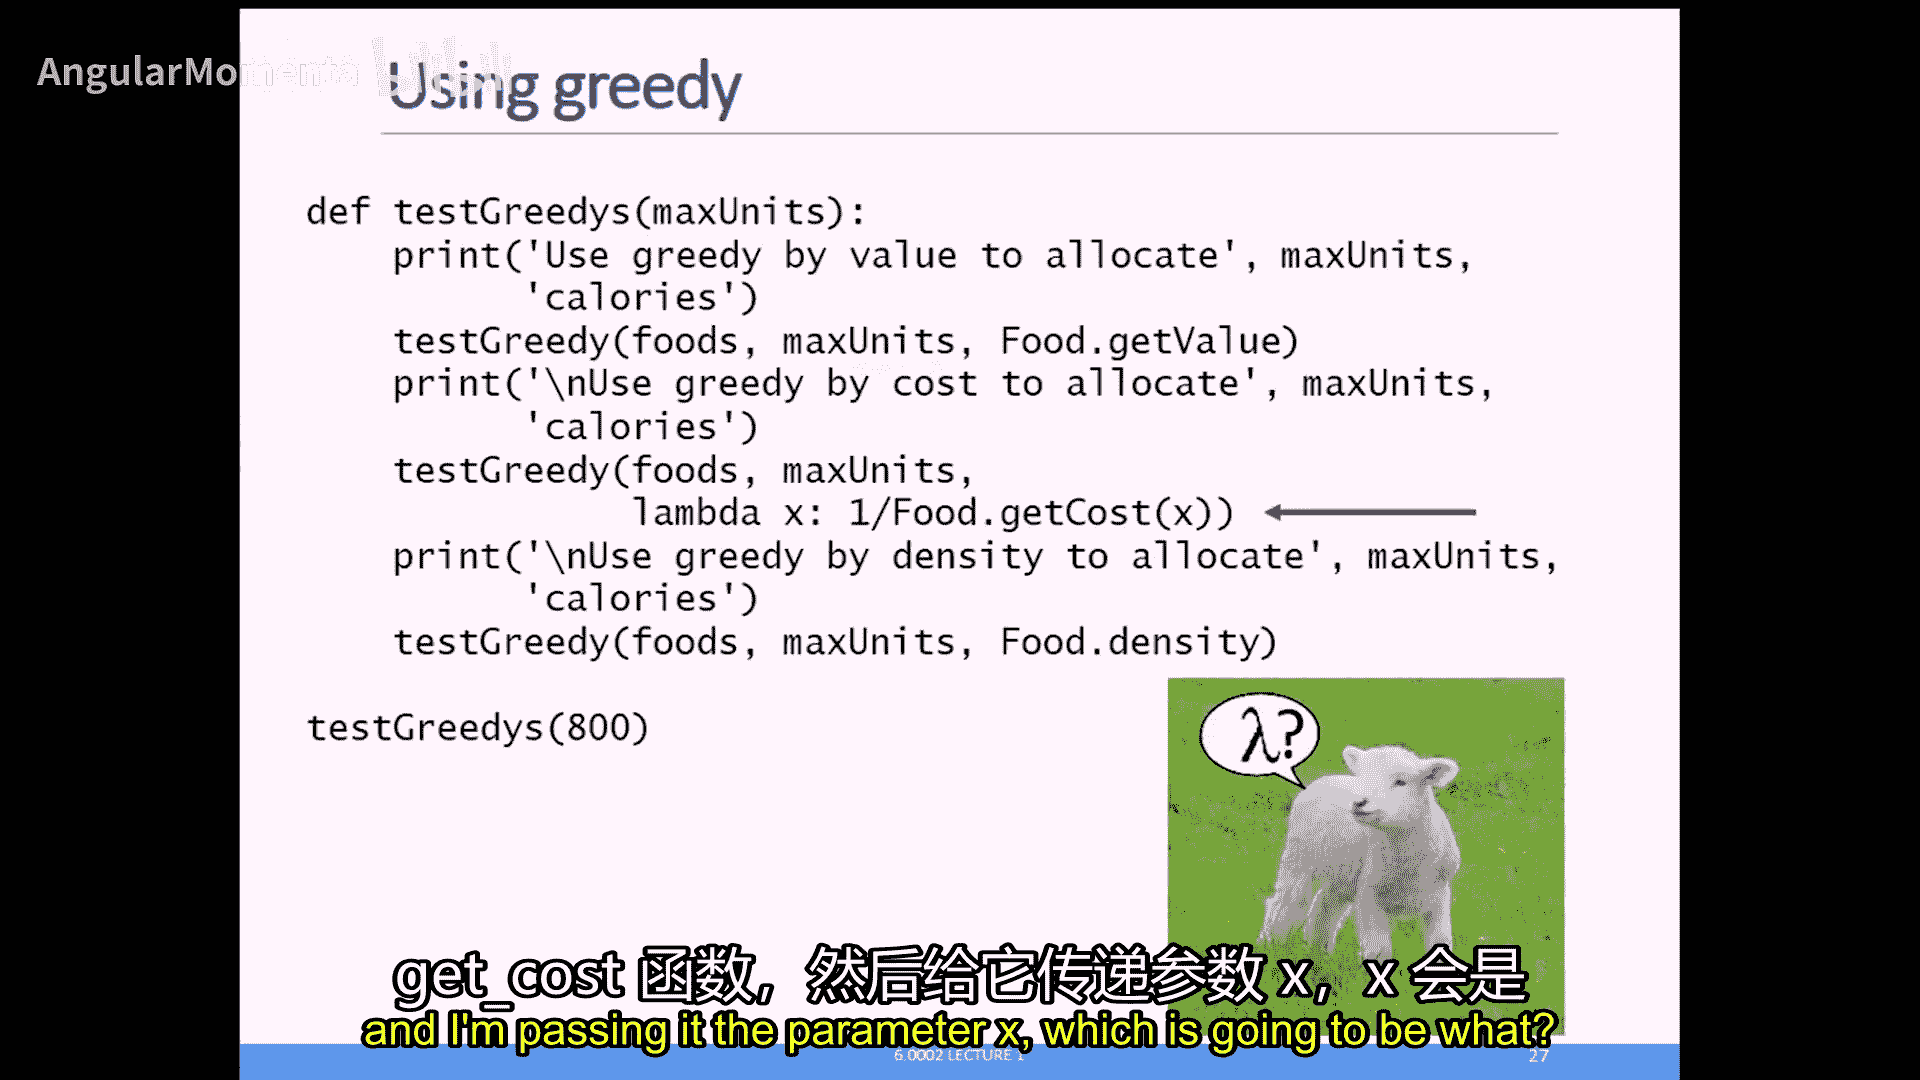 AngularMomenta
Using greedy
def testGreedys(maxUnits):
    print('Use greedy by value to allocate', maxUnits,
          'calories')
    testGreedy(foods, maxUnits, Food.getValue)
    print('\nUse greedy by cost to allocate', maxUnits,
          'calories')
    testGreedy(foods, maxUnits,
               lambda x: 1/Food.getCost(x))
    print('\nUse greedy by density to allocate', maxUnits,
          'calories')
    testGreedy(foods, maxUnits, Food.density)
testGreedys(800)
λ?
get_cost 函数，然后给它传递参数 x，x 会是
and I'm passing it the parameter x, which is going to be what?
6.0002 LECTURE 1
27